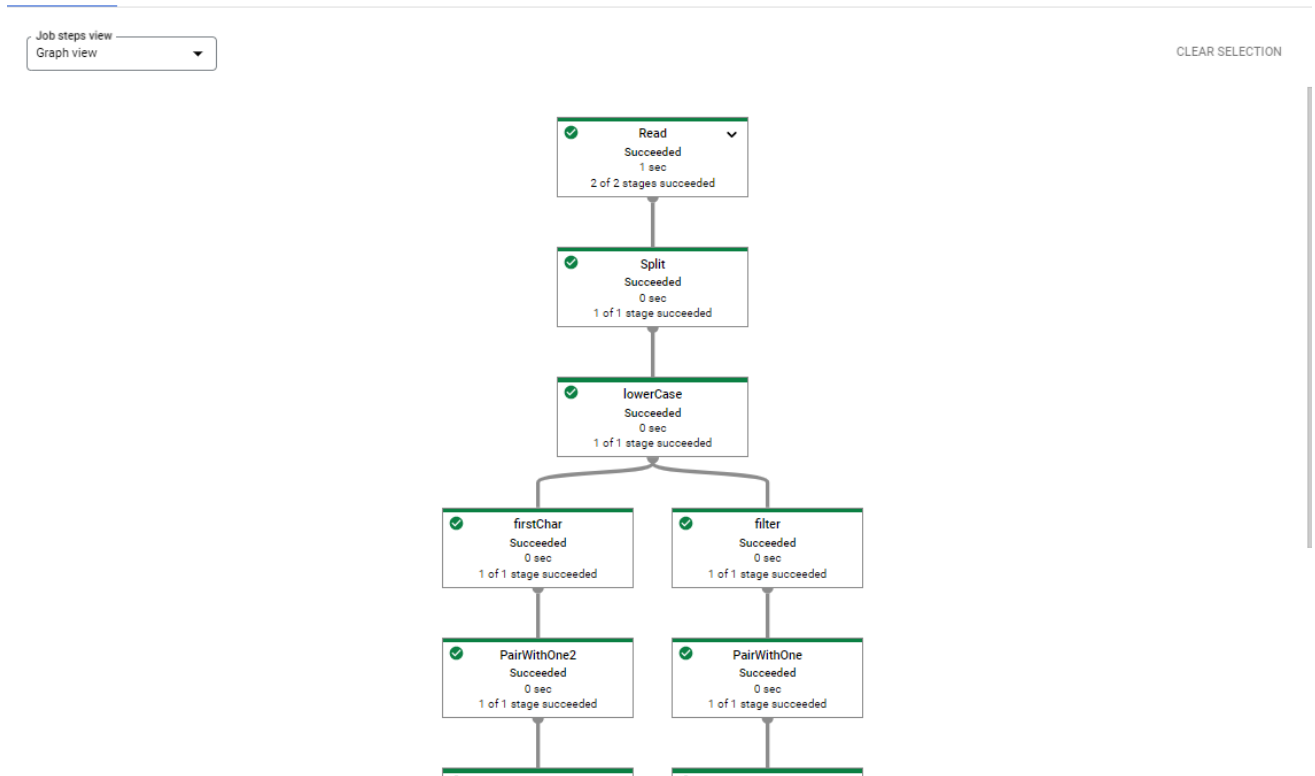 Job steps view
Graph view
CLEAR SELECTION
Read
Succeeded
1 sec
2 of 2 stages succeeded
Split
Succeeded
0 sec
1 of 1 stage succeeded
lowerCase
Succeeded
0 sec
1 of 1 stage succeeded
firstChar
Succeeded
0 sec
1 of 1 stage succeeded
filter
Succeeded
0 sec
1 of 1 stage succeeded
PairWithOne2
Succeeded
0 sec
1 of 1 stage succeeded
PairWithOne
Succeeded
0 sec
1 of 1 stage succeeded